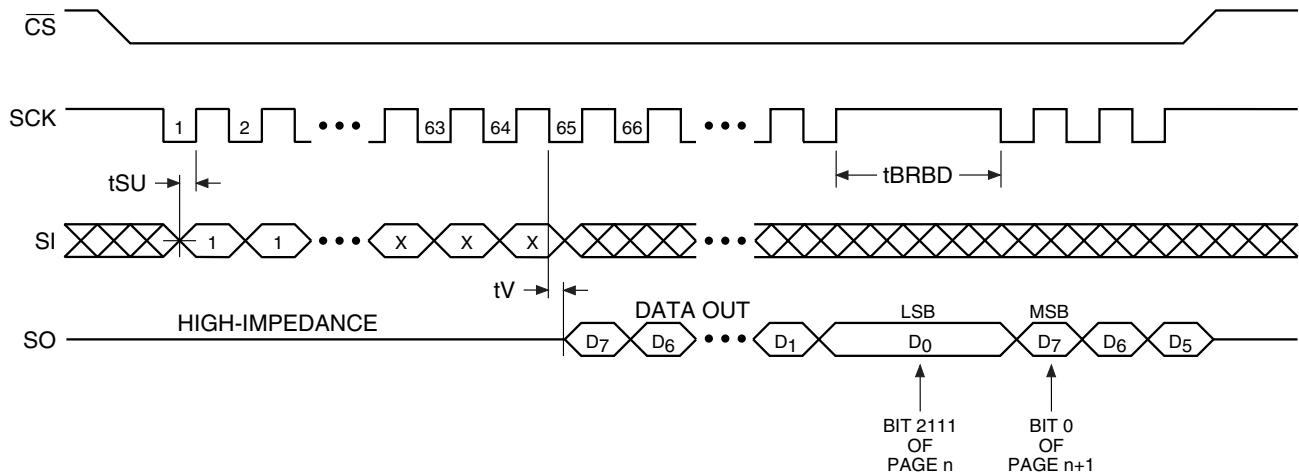 CS
SCK
1 2 63 64 65 66
tSU
tBRBD
SI
1 1 X X X
tV
HIGH-IMPEDANCE
DATA OUT
LSB
MSB
SO
D7 D6 D1 D0 D7 D6 D5
BIT 2111
OF
PAGE n
BIT 0
OF
PAGE n+1